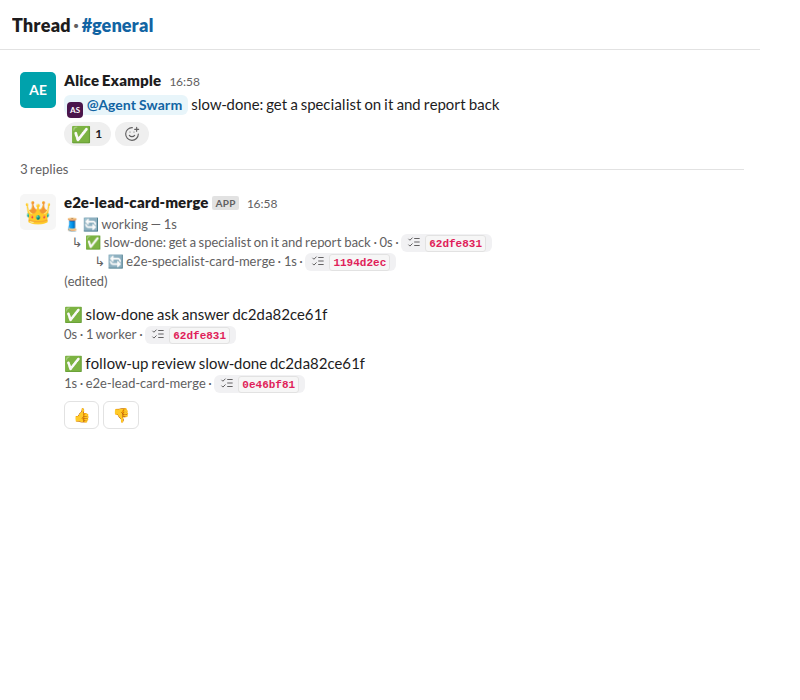 Thread • #general
AE
Alice Example 16:58
AS @Agent Swarm slow-done: get a specialist on it and report back
✅ 1
3 replies
e2e-lead-card-merge APP 16:58
🧵 🔄 working — 1s
↳ ✅ slow-done: get a specialist on it and report back · 0s · 62dfe831
↳ 🔄 e2e-specialist-card-merge · 1s · 1194d2ec
(edited)
✅ slow-done ask answer dc2da82ce61f
0s · 1 worker · 62dfe831
✅ follow-up review slow-done dc2da82ce61f
1s · e2e-lead-card-merge · 0e46bf81
👍 👎